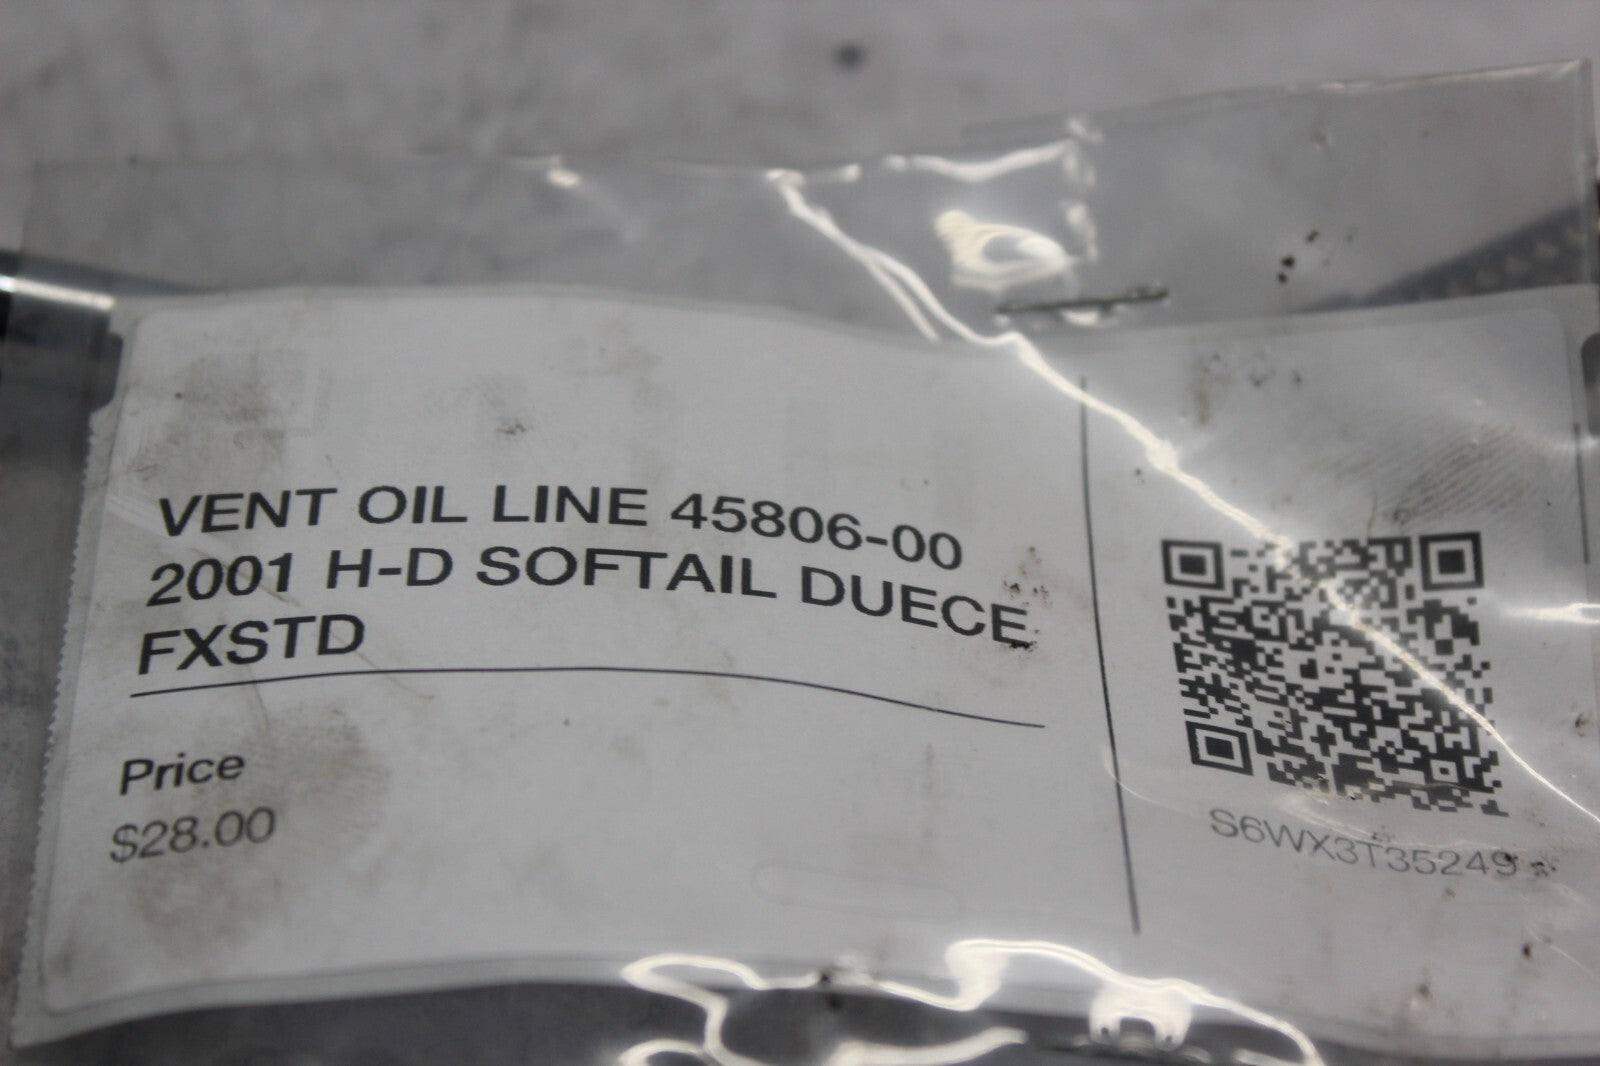 VENT OIL LINE 45806-00
2001 H-D SOFTAIL DUECE
FXSTD
Price
$28.00
S6WX3T35249